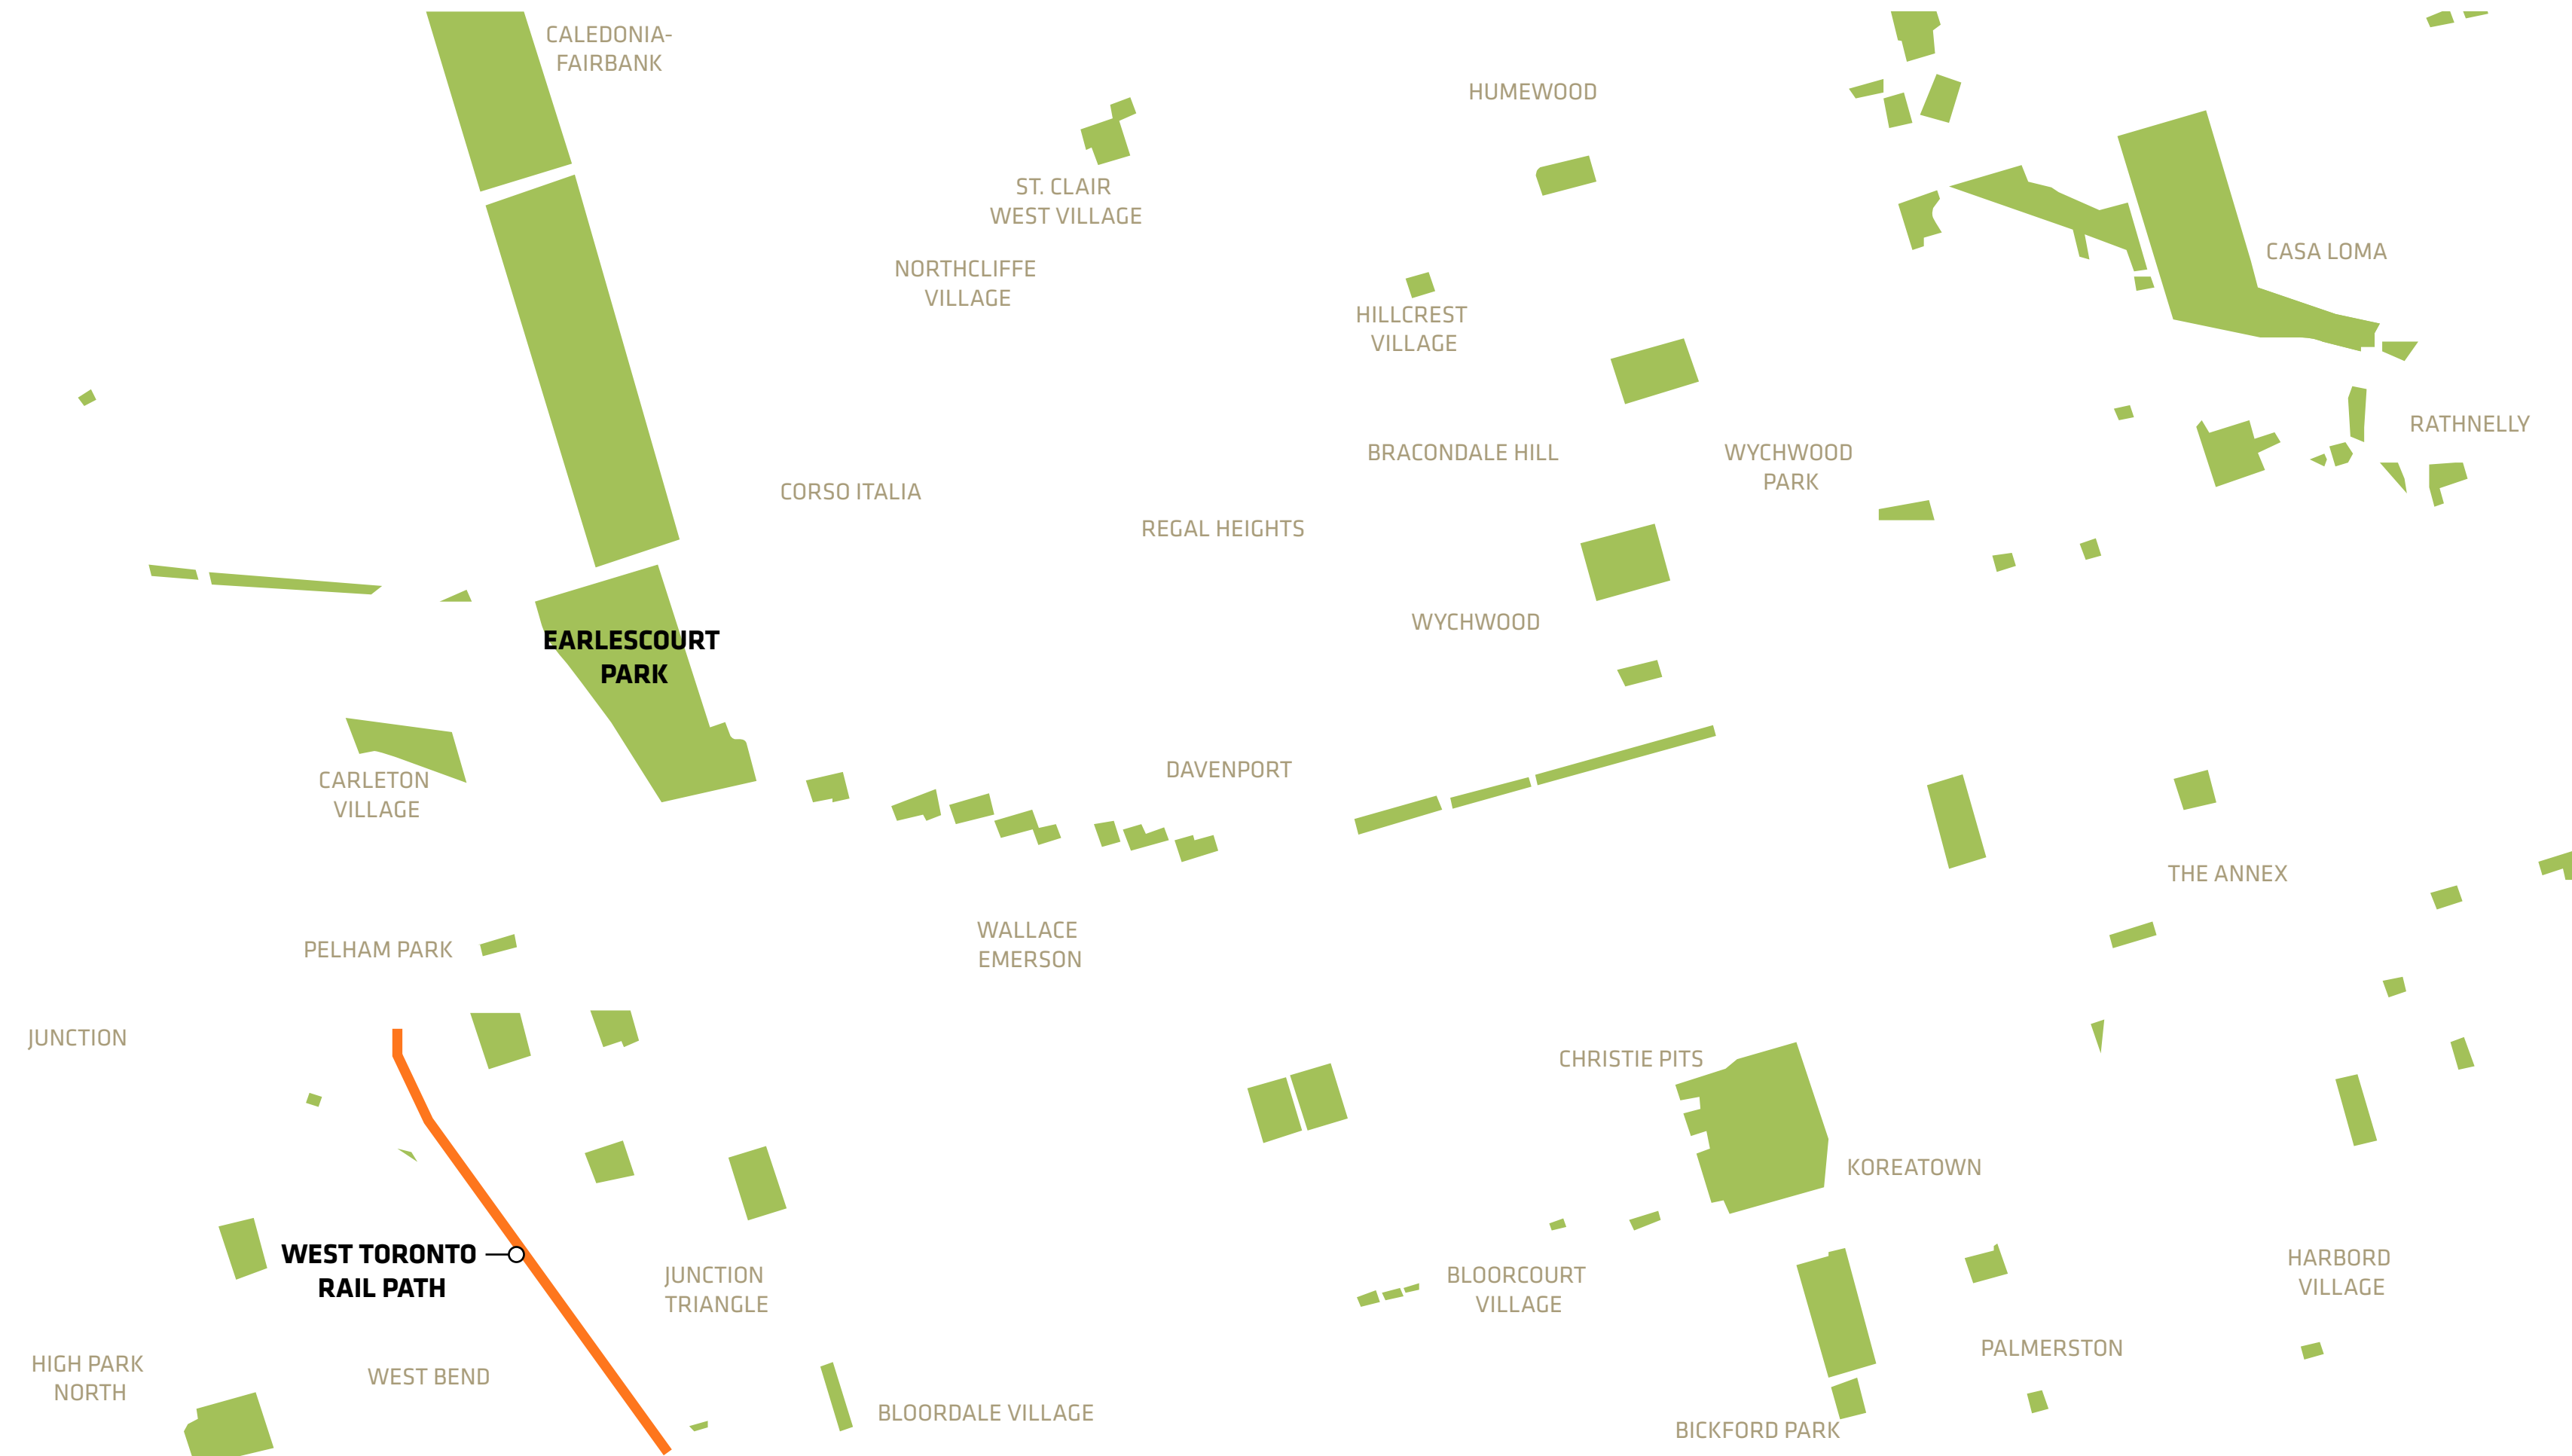 CALEDONIA-
FAIRBANK
HUMEWOOD
ST. CLAIR
WEST VILLAGE
CASA LOMA
NORTHCLIFFE
VILLAGE
HILLCREST
VILLAGE
RATHNELLY
BRACONDALE HILL
WYCHWOOD
PARK
CORSO ITALIA
REGAL HEIGHTS
WYCHWOOD
EARLESCOURT
PARK
DAVENPORT
CARLETON
VILLAGE
THE ANNEX
WALLACE
EMERSON
PELHAM PARK
JUNCTION
CHRISTIE PITS
KOREATOWN
WEST TORONTO
RAIL PATH
JUNCTION
TRIANGLE
BLOORCOURT
VILLAGE
HARBORD
VILLAGE
PALMERSTON
HIGH PARK
NORTH
WEST BEND
BLOORDALE VILLAGE
BICKFORD PARK